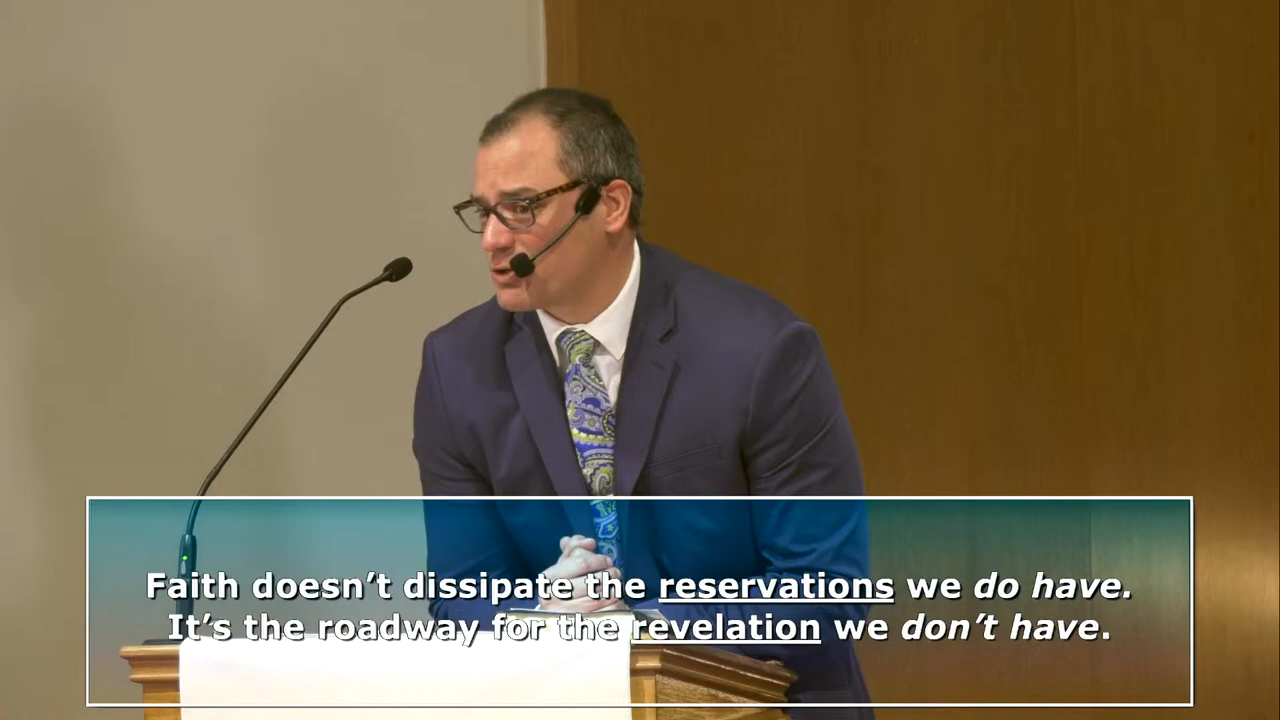 Faith doesn’t dissipate the reservations we do have.
It’s the roadway for the revelation we don’t have.